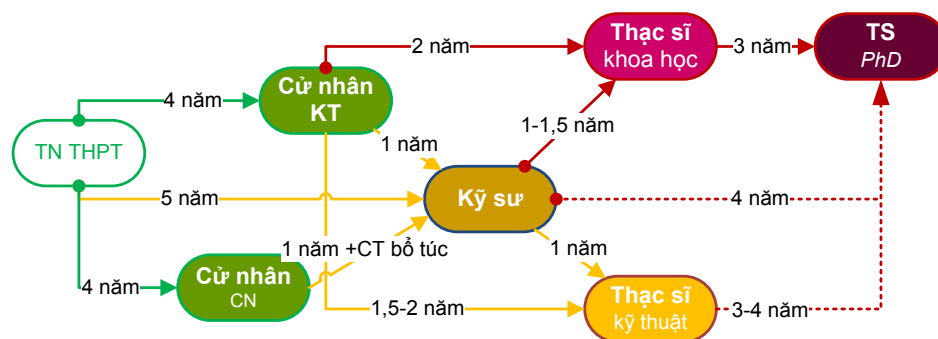 2 năm
Thạc sĩ
khoa học
3 năm
TS
PhD
4 năm
Cử nhân
KT
1-1,5 năm
TN THPT
1 năm
5 năm
Kỹ sư
4 năm
1 năm +CT bổ túc
1 năm
4 năm
Cử nhân
CN
1,5-2 năm
Thạc sĩ
kỹ thuật
3-4 năm